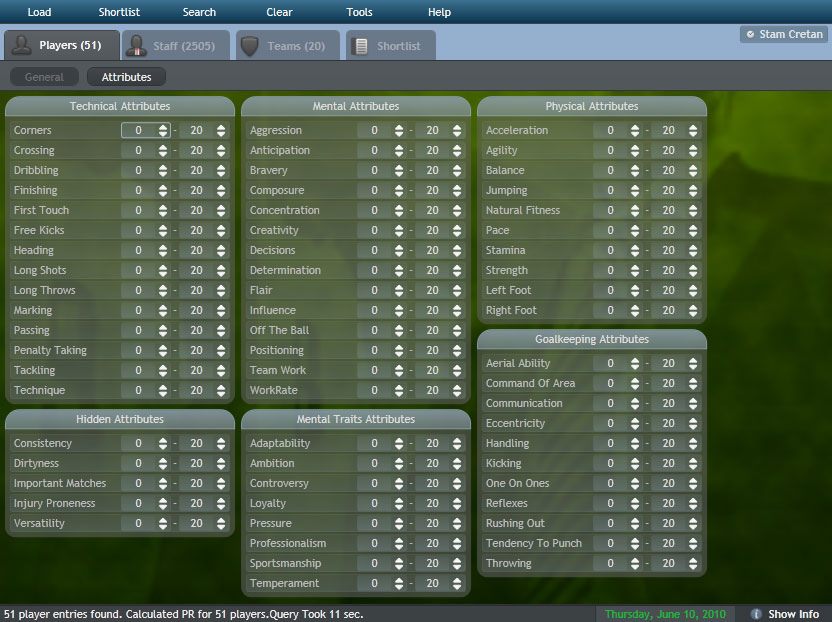 Load Shortlist Search Clear Tools Help
Players (51) Staff (2505) Teams (20) Shortlist Stam Cretan
General Attributes
Technical Attributes
Corners 0 - 20
Crossing 0 - 20
Dribbling 0 - 20
Finishing 0 - 20
First Touch 0 - 20
Free Kicks 0 - 20
Heading 0 - 20
Long Shots 0 - 20
Long Throws 0 - 20
Marking 0 - 20
Passing 0 - 20
Penalty Taking 0 - 20
Tackling 0 - 20
Technique 0 - 20
Hidden Attributes
Consistency 0 - 20
Dirtyness 0 - 20
Important Matches 0 - 20
Injury Proneness 0 - 20
Versatility 0 - 20
Mental Attributes
Aggression 0 - 20
Anticipation 0 - 20
Bravery 0 - 20
Composure 0 - 20
Concentration 0 - 20
Creativity 0 - 20
Decisions 0 - 20
Determination 0 - 20
Flair 0 - 20
Influence 0 - 20
Off The Ball 0 - 20
Positioning 0 - 20
Team Work 0 - 20
WorkRate 0 - 20
Mental Traits Attributes
Adaptability 0 - 20
Ambition 0 - 20
Controversy 0 - 20
Loyalty 0 - 20
Pressure 0 - 20
Professionalism 0 - 20
Sportsmanship 0 - 20
Temperament 0 - 20
Physical Attributes
Acceleration 0 - 20
Agility 0 - 20
Balance 0 - 20
Jumping 0 - 20
Natural Fitness 0 - 20
Pace 0 - 20
Stamina 0 - 20
Strength 0 - 20
Left Foot 0 - 20
Right Foot 0 - 20
Goalkeeping Attributes
Aerial Ability 0 - 20
Command Of Area 0 - 20
Communication 0 - 20
Eccentricity 0 - 20
Handling 0 - 20
Kicking 0 - 20
One On Ones 0 - 20
Reflexes 0 - 20
Rushing Out 0 - 20
Tendency To Punch 0 - 20
Throwing 0 - 20
51 player entries found. Calculated PR for 51 players.Query Took 11 sec. Thursday, June 10, 2010 Show Info